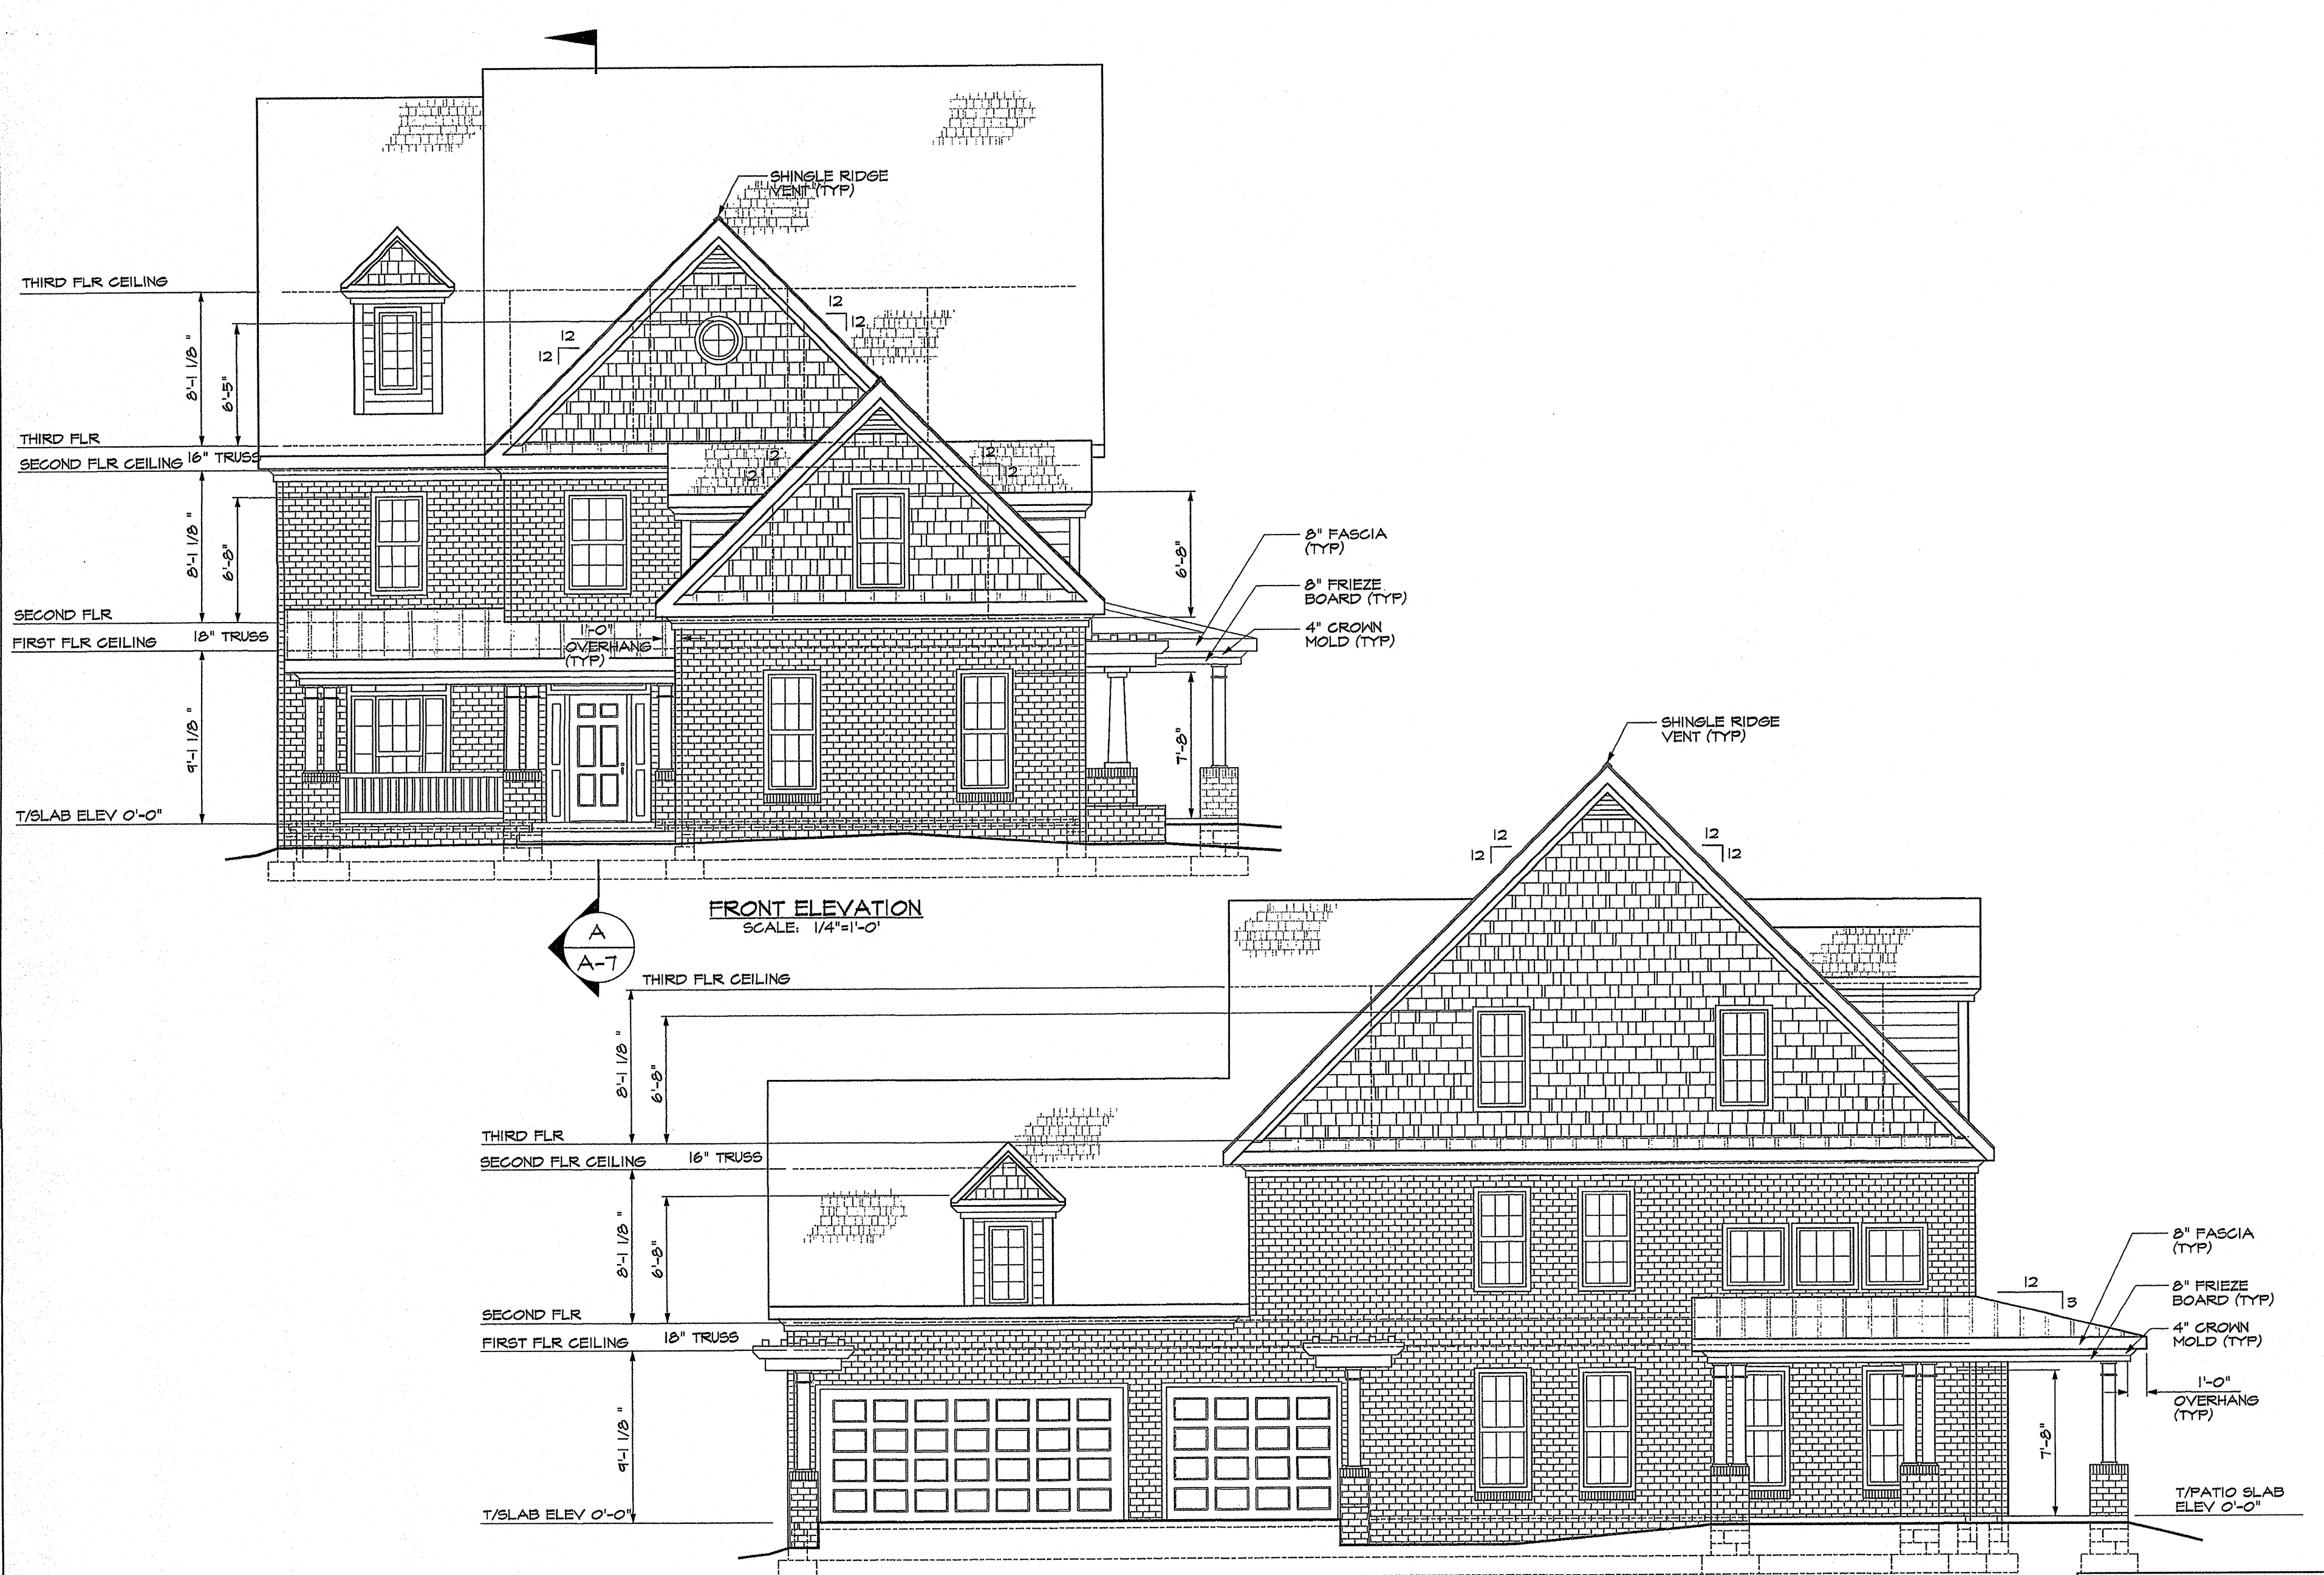 SHINGLE RIDGE
VENT (TYP)
THIRD FLR CEILING
12
12
12
12
8'-1 1/8 "
6'-5"
THIRD FLR
16" TRUSS
SECOND FLR CEILING
12
12
12
12
8'-1 1/8 "
6'-8"
6'-8"
8" FASCIA
(TYP)
8" FRIEZE
BOARD (TYP)
4" CROWN
MOLD (TYP)
SECOND FLR
18" TRUSS
FIRST FLR CEILING
1'-0"
OVERHANG
(TYP)
9'-1 1/8 "
7'-8"
T/SLAB ELEV 0'-0"
FRONT ELEVATION
SCALE: 1/4"=1'-0'
A
A-7
SHINGLE RIDGE
VENT (TYP)
12
12
12
12
THIRD FLR CEILING
8'-1 1/8 "
6'-8"
THIRD FLR
16" TRUSS
SECOND FLR CEILING
8'-1 1/8 "
6'-8"
SECOND FLR
18" TRUSS
FIRST FLR CEILING
12
3
8" FASCIA
(TYP)
8" FRIEZE
BOARD (TYP)
4" CROWN
MOLD (TYP)
1'-0"
OVERHANG
(TYP)
9'-1 1/8 "
7'-8"
T/SLAB ELEV 0'-0"
T/PATIO SLAB
ELEV 0'-0"